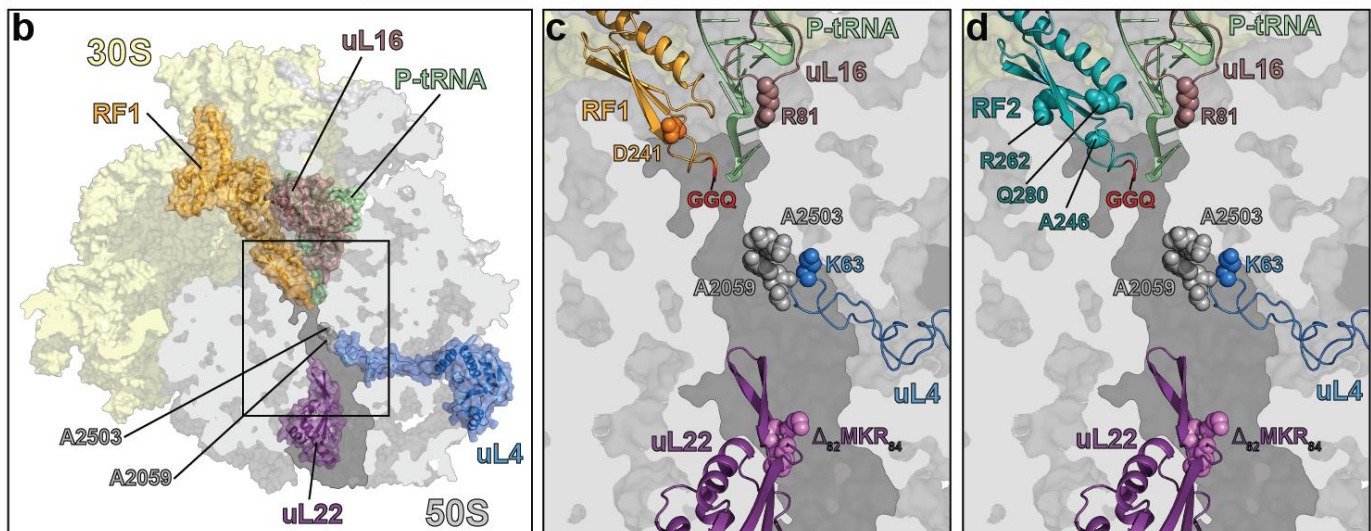 b
30S
uL16
P-tRNA
RF1
A2503
A2059
uL22
50S
uL4
c
P-tRNA
uL16
RF1
R81
D241
GGQ
A2503
K63
A2059
uL4
uL22
Δ₈₂MKR₈₄
d
P-tRNA
uL16
RF2
R81
R262
Q280
A246
GGQ
A2503
K63
A2059
uL4
uL22
Δ₈₂MKR₈₄